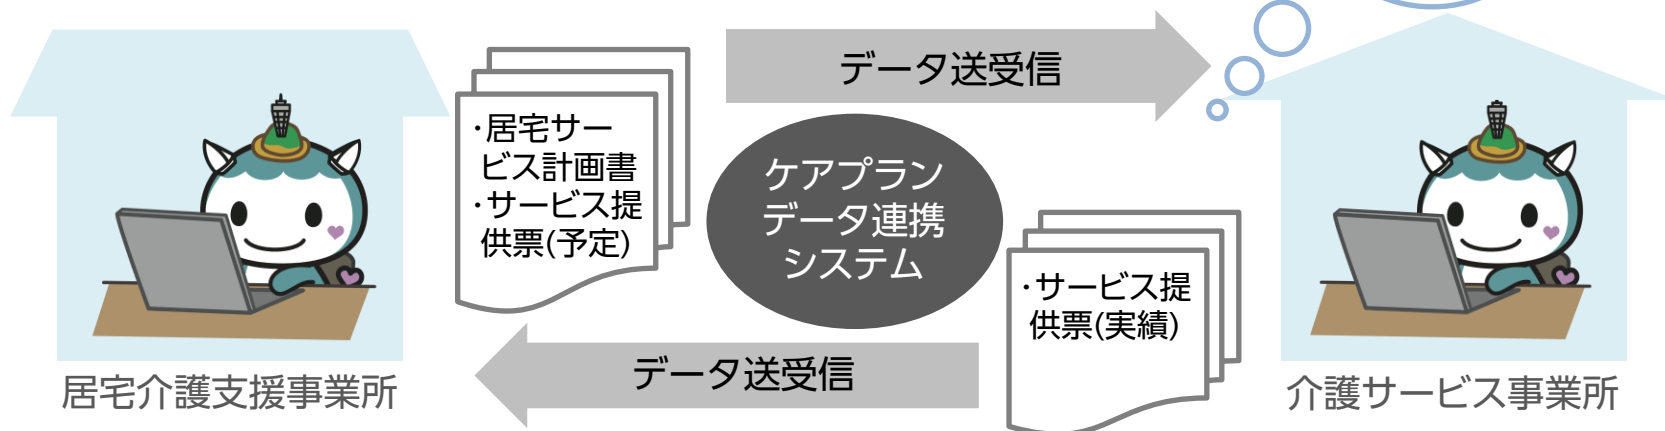 データ送受信
・居宅サー
ビス計画書
・サービス提
供票(予定)
ケアプラン
データ連携
システム
・サービス提
供票(実績)
データ送受信
居宅介護支援事業所
介護サービス事業所